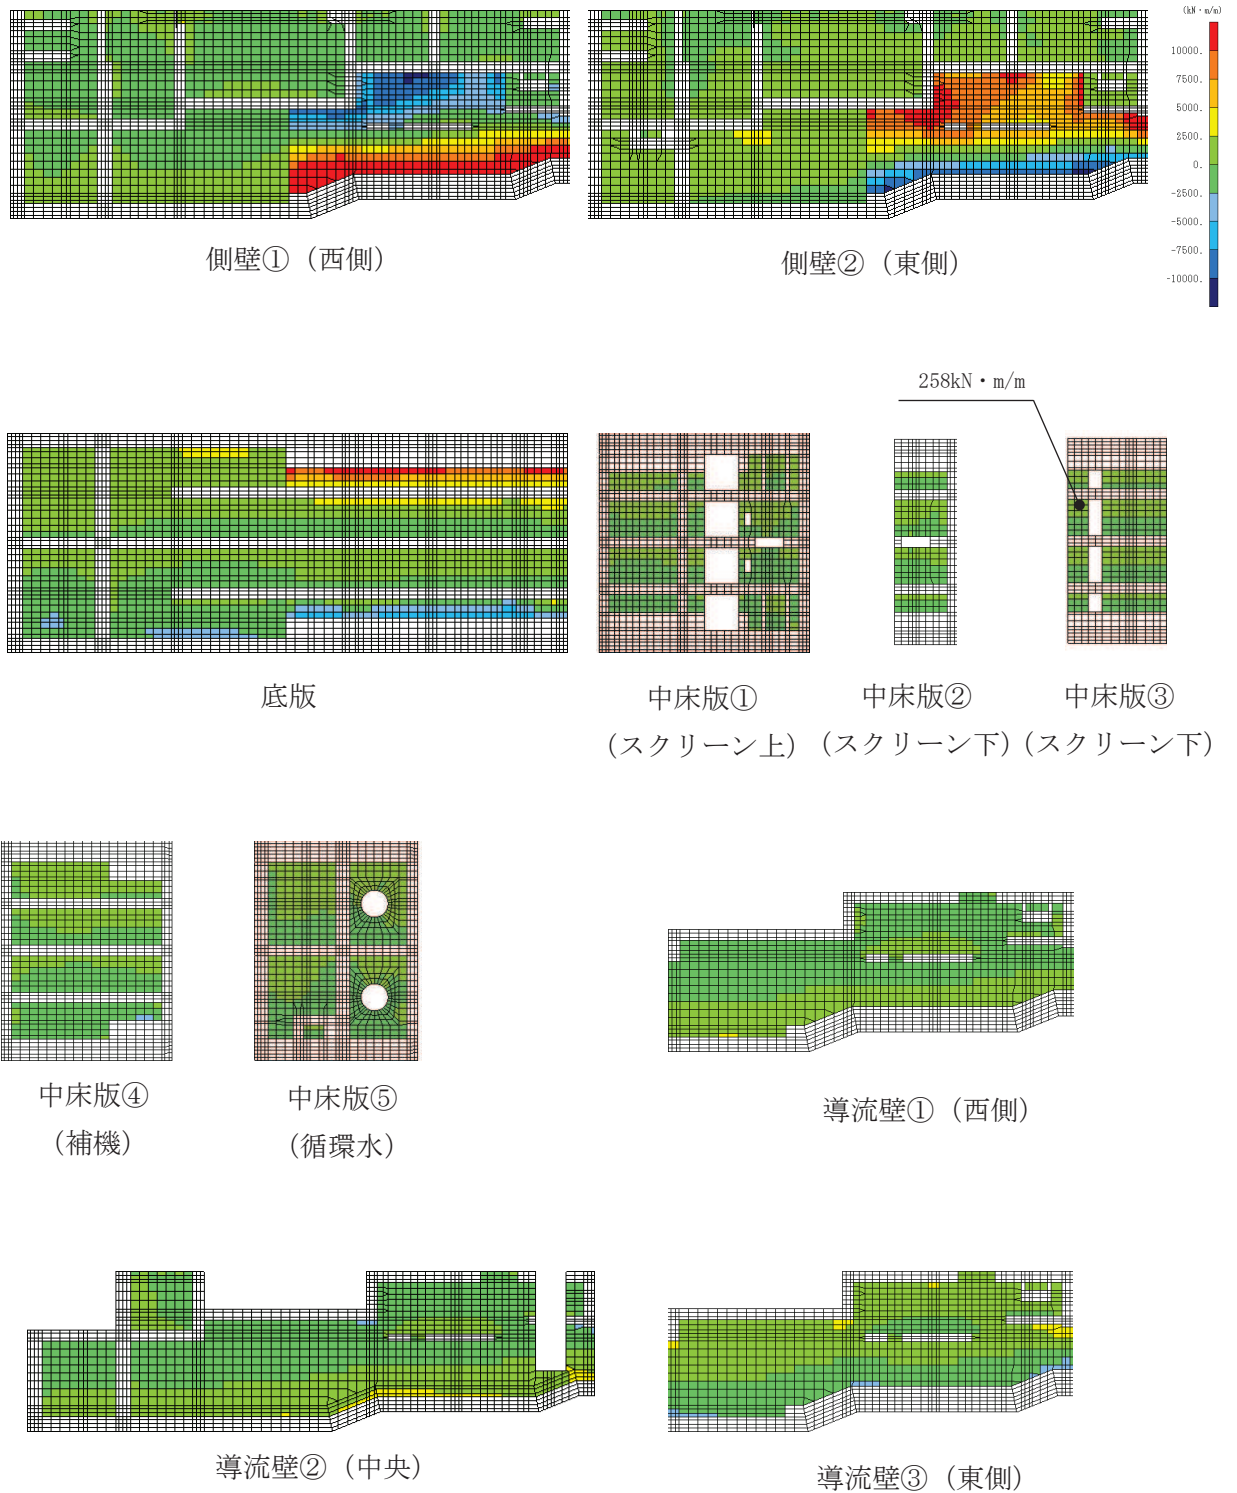 (kN・m/m)
10000.
7500.
5000.
2500.
0.
-2500.
-5000.
-7500.
-10000.
側壁①（西側）
側壁②（東側）
258kN・m/m
底版
中床版①
（スクリーン上）
中床版②
（スクリーン下）
中床版③
（スクリーン下）
中床版④
（補機）
中床版⑤
（循環水）
導流壁①（西側）
導流壁②（中央）
導流壁③（東側）